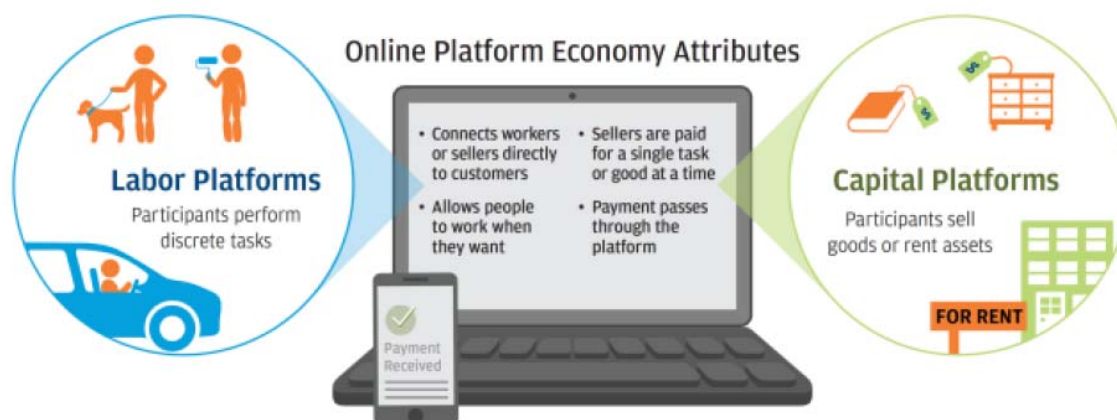 Online Platform Economy Attributes
Labor Platforms
Participants perform
discrete tasks
• Connects workers
or sellers directly
to customers
• Allows people
to work when
they want
• Sellers are paid
for a single task
or good at a time
• Payment passes
through the
platform
Payment
Received
$
$
Capital Platforms
Participants sell
goods or rent assets
FOR RENT